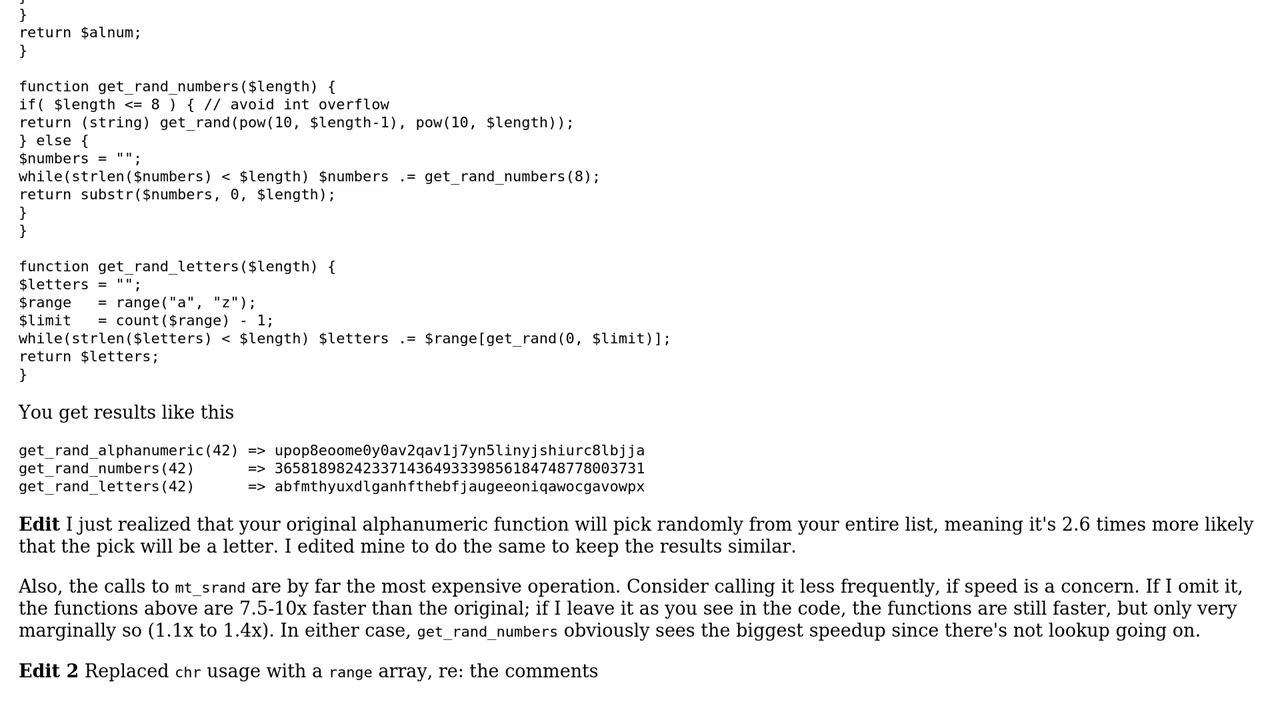 }
return $alnum;
}
function get_rand_numbers($length) {
if( $length <= 8 ) { // avoid int overflow
return (string) get_rand(pow(10, $length-1), pow(10, $length));
} else {
$numbers = "";
while(strlen($numbers) < $length) $numbers .= get_rand_numbers(8);
return substr($numbers, 0, $length);
}
}
function get_rand_letters($length) {
$letters = "";
$range   = range("a", "z");
$limit   = count($range) - 1;
while(strlen($letters) < $length) $letters .= $range[get_rand(0, $limit)];
return $letters;
}
You get results like this
get_rand_alphanumeric(42) => upop8eoome0y0av2qav1j7yn5linyjshiurc8lbjja
get_rand_numbers(42)      => 365818982423371436493339856184748778003731
get_rand_letters(42)      => abfmthyuxdlganhfthebfjaugeeoniqawocgavowpx
Edit I just realized that your original alphanumeric function will pick randomly from your entire list, meaning it's 2.6 times more likely
that the pick will be a letter. I edited mine to do the same to keep the results similar.
Also, the calls to mt_srand are by far the most expensive operation. Consider calling it less frequently, if speed is a concern. If I omit it,
the functions above are 7.5-10x faster than the original; if I leave it as you see in the code, the functions are still faster, but only very
marginally so (1.1x to 1.4x). In either case, get_rand_numbers obviously sees the biggest speedup since there's not lookup going on.
Edit 2 Replaced chr usage with a range array, re: the comments